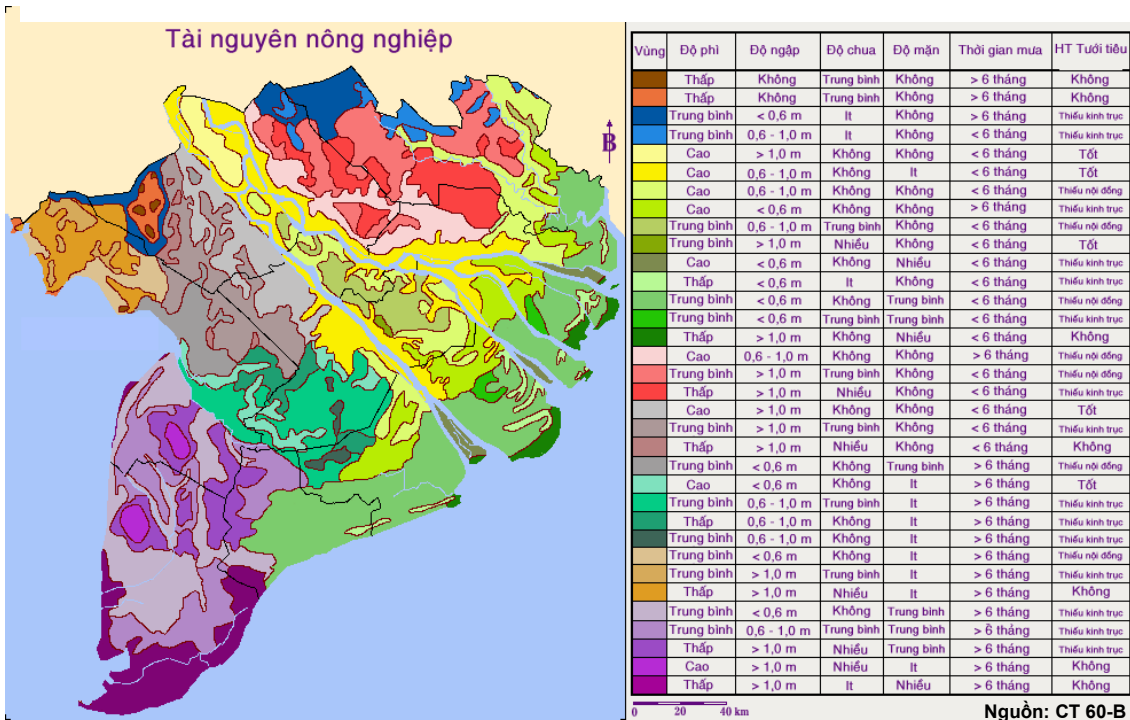 Tài nguyên nông nghiệp
B
Vùng Độ phì Độ ngập Độ chua Độ mặn Thời gian mưa HT Tưới tiêu
Thấp Không Trung bình Không > 6 tháng Không
Thấp Không Trung bình Không > 6 tháng Không
Trung bình < 0,6 m It Không > 6 tháng Thiếu kinh trục
Trung bình 0,6 - 1,0 m It Không < 6 tháng Thiếu kinh trục
Cao > 1,0 m Không Không < 6 tháng Tốt
Cao 0,6 - 1,0 m Không It < 6 tháng Tốt
Cao 0,6 - 1,0 m Không Không < 6 tháng Thiếu nội đồng
Cao < 0,6 m Không Không > 6 tháng Thiếu kinh trục
Trung bình 0,6 - 1,0 m Trung bình Không < 6 tháng Thiếu nội đồng
Trung bình > 1,0 m Nhiều Không < 6 tháng Tốt
Cao < 0,6 m Không Nhiều < 6 tháng Thiếu kinh trục
Thấp < 0,6 m It Không < 6 tháng Thiếu kinh trục
Trung bình < 0,6 m Không Trung bình < 6 tháng Thiếu nội đồng
Trung bình < 0,6 m Trung bình Trung bình < 6 tháng Thiếu kinh trục
Thấp > 1,0 m Không Nhiều < 6 tháng Không
Cao 0,6 - 1,0 m Không Không > 6 tháng Thiếu nội đồng
Trung bình > 1,0 m Trung bình Không < 6 tháng Thiếu nội đồng
Thấp > 1,0 m Nhiều Không < 6 tháng Thiếu kinh trục
Cao > 1,0 m Không Không < 6 tháng Tốt
Trung bình > 1,0 m Trung bình Không < 6 tháng Thiếu kinh trục
Thấp > 1,0 m Nhiều Không < 6 tháng Không
Trung bình < 0,6 m Không Trung bình > 6 tháng Thiếu nội đồng
Cao < 0,6 m Không It > 6 tháng Tốt
Trung bình 0,6 - 1,0 m Trung bình It > 6 tháng Thiếu kinh trục
Thấp 0,6 - 1,0 m Không It > 6 tháng Thiếu kinh trục
Trung bình 0,6 - 1,0 m Không It > 6 tháng Thiếu kinh trục
Trung bình < 0,6 m Không It > 6 tháng Thiếu nội đồng
Trung bình > 1,0 m Trung bình It > 6 tháng Thiếu kinh trục
Thấp > 1,0 m Nhiều It > 6 tháng Không
Trung bình < 0,6 m Không Trung bình > 6 tháng Thiếu kinh trục
Trung bình 0,6 - 1,0 m Trung bình Trung bình > 6 tháng Thiếu kinh trục
Thấp > 1,0 m Nhiều Trung bình > 6 tháng Thiếu kinh trục
Cao > 1,0 m Nhiều It > 6 tháng Không
Thấp > 1,0 m It Nhiều > 6 tháng Không
0 20 40 km
Nguồn: CT 60-B